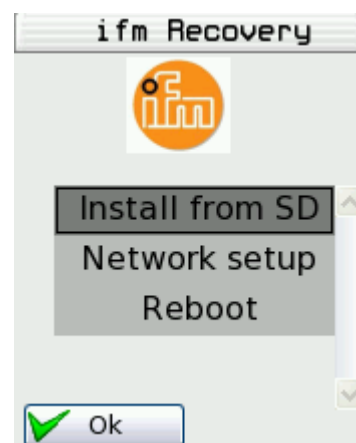 ifm Recovery
ifm
Install from SD
Network setup
Reboot
Ok